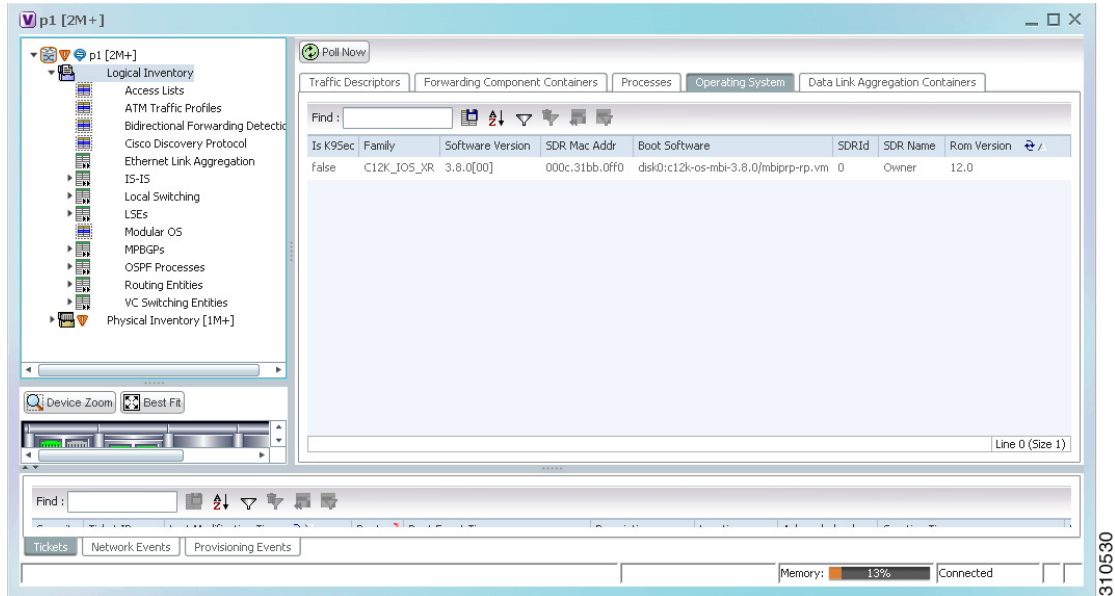 p1 [2M+]
p1 [2M+]
Logical Inventory
Access Lists
ATM Traffic Profiles
Bidirectional Forwarding Detectic
Cisco Discovery Protocol
Ethernet Link Aggregation
IS-IS
Local Switching
LSEs
Modular OS
MPBGPs
OSPF Processes
Routing Entities
VC Switching Entities
Physical Inventory [1M+]
Device Zoom Best Fit
Poll Now
Traffic Descriptors Forwarding Component Containers Processes Operating System Data Link Aggregation Containers
Find :
Is K9Sec Family Software Version SDR Mac Addr Boot Software SDRId SDR Name Rom Version
false C12K_IOS_XR 3.8.0[00] 000c.31bb.0ff0 disk0:c12k-os-mbi-3.8.0/mbiprp-rp.vm 0 Owner 12.0
Line 0 (Size 1)
Find :
Tickets Network Events Provisioning Events
Memory: 13% Connected
310530